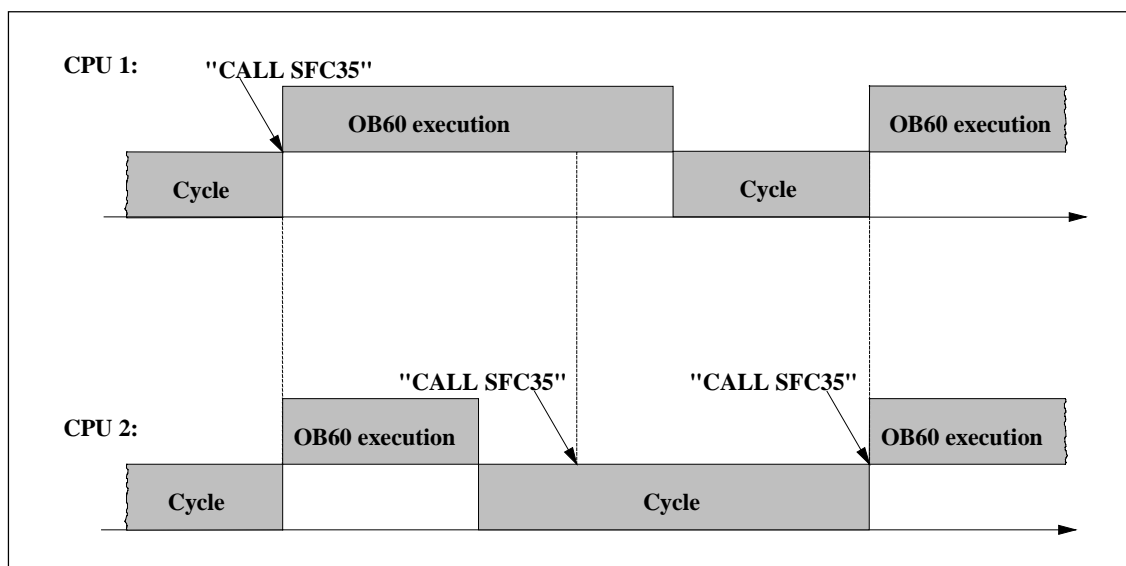 CPU 1:
"CALL SFC35"
OB60 execution
OB60 execution
Cycle
Cycle
"CALL SFC35"
"CALL SFC35"
CPU 2:
OB60 execution
OB60 execution
Cycle
Cycle